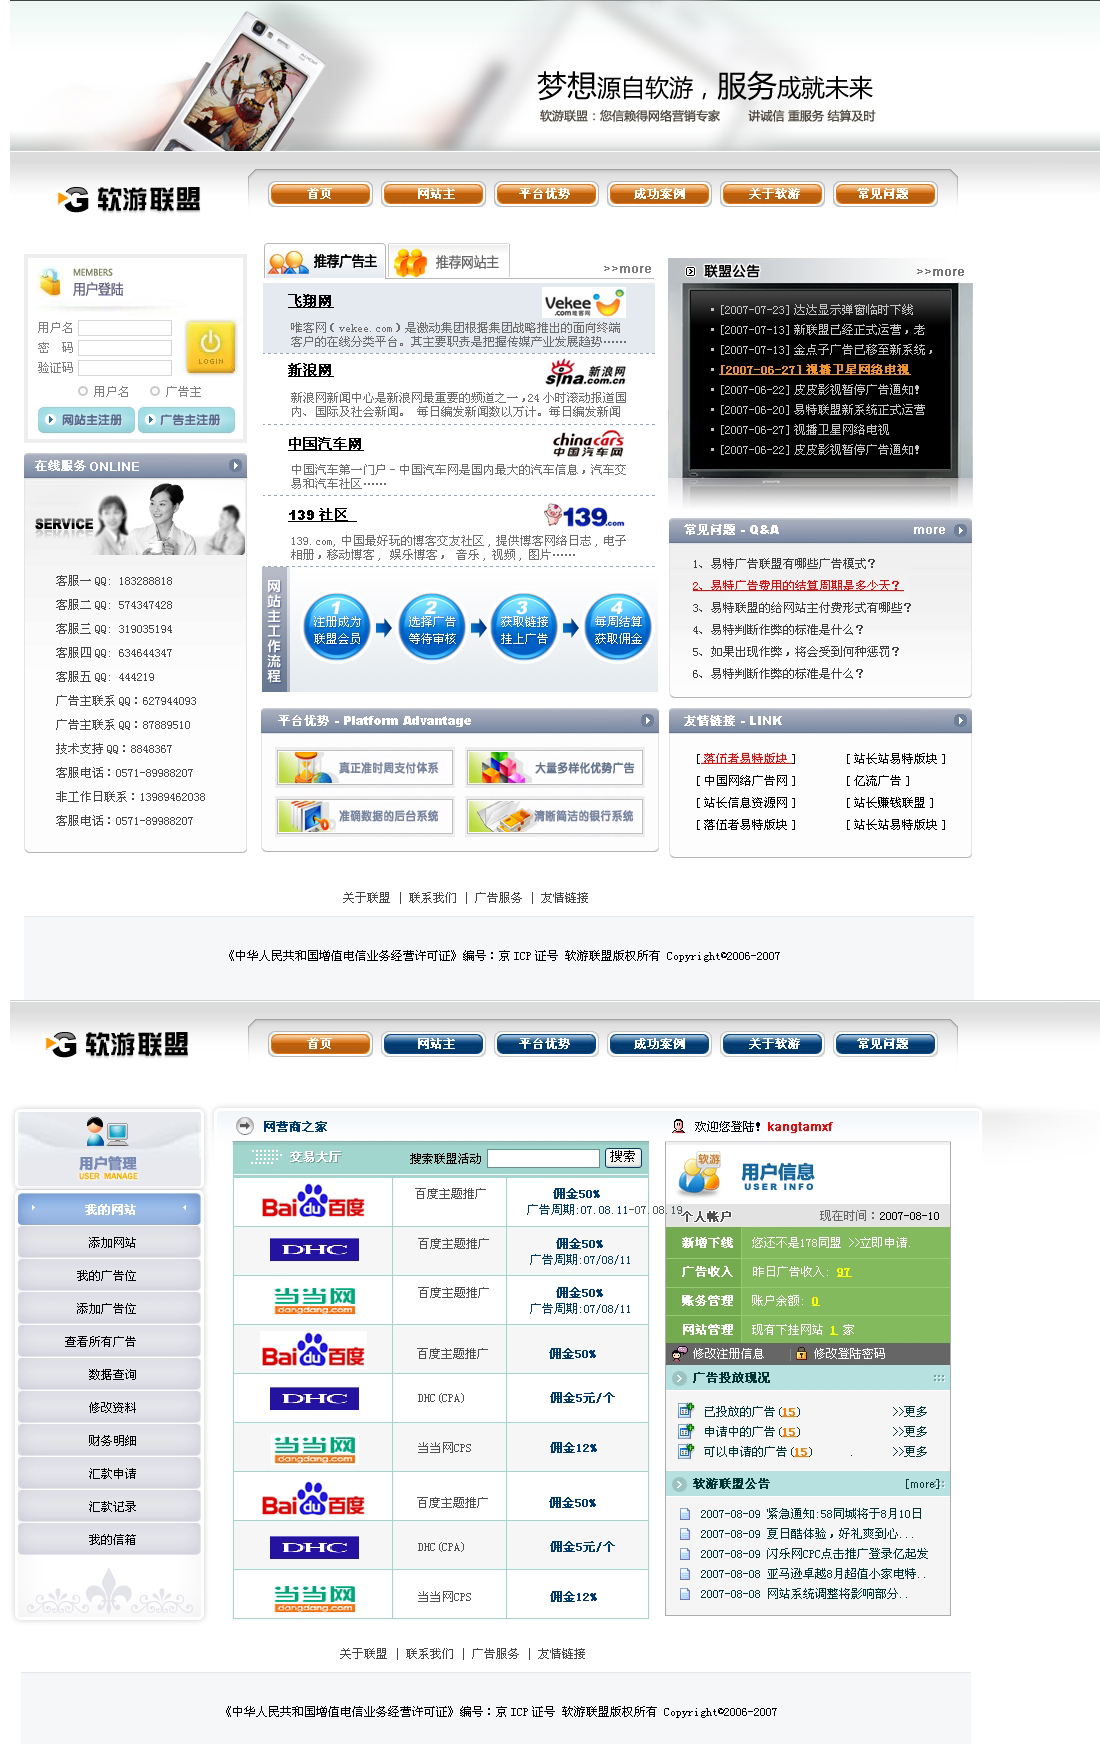 梦想源自软游，服务成就未来
软游联盟：您信赖得网络营销专家 讲诚信 重服务 结算及时
软游联盟
首页 网站主 平台优势 成功案例 关于软游 常见问题
MEMBERS
用户登陆
用户名
密 码
验证码
LOGIN
用户名 广告主
网站主注册 广告主注册
在线服务 ONLINE
SERVICE
客服一 QQ: 183288818
客服二 QQ: 574347428
客服三 QQ: 319035194
客服四 QQ: 634644347
客服五 QQ: 444219
广告主联系 QQ：627944093
广告主联系 QQ：87889510
技术支持 QQ：8848367
客服电话：0571-89988207
非工作日联系：13989462038
客服电话：0571-89988207
推荐广告主 推荐网站主 >>more
飞翔网
Vekee
.com唯客网
唯客网（vekee.com）是激动集团根据集团战略推出的面向终端
客户的在线分类平台。其主要职责是把握传媒产业发展趋势……
新浪网
sina 新浪网
.com.cn
新浪网新闻中心是新浪网最重要的频道之一,24 小时滚动报道国
内、国际及社会新闻。 每日编发新闻数以万计。每日编发新闻
中国汽车网
chinacars
中国汽车网
中国汽车第一门户－中国汽车网是国内最大的汽车信息，汽车交
易和汽车社区……
139 社区
139.com
139.com,中国最好玩的博客交友社区，提供博客网络日志，电子
相册，移动博客，娱乐博客， 音乐，视频，图片……
网站主工作流程
1 2 3 4
注册成为 选择广告 获取链接 每周结算
联盟会员 等待审核 挂上广告 获取佣金
平台优势 - Platform Advantage
真正准时周支付体系 大量多样化优势广告
准确数据的后台系统 清晰简洁的银行系统
联盟公告 >>more
[2007-07-23] 达达显示弹窗临时下线
[2007-07-13] 新联盟已经正式运营，老
[2007-07-13] 金点子广告已移至新系统，
[2007-06-27] 视播卫星网络电视
[2007-06-22] 皮皮影视暂停广告通知!
[2007-06-20] 易特联盟新系统正式运营
[2007-06-27] 视播卫星网络电视
[2007-06-22] 皮皮影视暂停广告通知!
常见问题 - Q&A more
1、易特广告联盟有哪些广告模式？
2、易特广告费用的结算周期是多少天？
3、易特联盟的给网站主付费形式有哪些？
4、易特判断作弊的标准是什么？
5、如果出现作弊，将会受到何种惩罚？
6、易特判断作弊的标准是什么？
友情链接 - LINK
[ 落伍者易特版块 ] [ 站长站易特版块 ]
[ 中国网络广告网 ] [ 亿流广告 ]
[ 站长信息资源网 ] [ 站长赚钱联盟 ]
[ 落伍者易特版块 ] [ 站长站易特版块 ]
关于联盟 | 联系我们 | 广告服务 | 友情链接
《中华人民共和国增值电信业务经营许可证》编号：京 ICP 证号 软游联盟版权所有 Copyright©2006-2007
软游联盟
首页 网站主 平台优势 成功案例 关于软游 常见问题
用户管理
USER MANAGE
我的网站
添加网站
我的广告位
添加广告位
查看所有广告
数据查询
修改资料
财务明细
汇款申请
汇款记录
我的信箱
网营商之家
交易大厅 搜索联盟活动 搜索
Bai du 百度 百度主题推广 佣金50%
广告周期:07.08.11-07.08.19
DHC 百度主题推广 佣金50%
广告周期:07/08/11
当当网 dangdang.com 百度主题推广 佣金50%
广告周期:07/08/11
Bai du 百度 百度主题推广 佣金50%
DHC DHC(CPA) 佣金5元/个
当当网 dangdang.com 当当网CPS 佣金12%
Bai du 百度 百度主题推广 佣金50%
DHC DHC(CPA) 佣金5元/个
当当网 dangdang.com 当当网CPS 佣金12%
欢迎您登陆! kangtamxf
软游
用户信息
USER INFO
个人帐户 现在时间：2007-08-10
新增下线 您还不是178同盟 >>立即申请
广告收入 昨日广告收入: 97
账务管理 账户余额: 0
网站管理 现有下挂网站 1 家
修改注册信息 | 修改登陆密码
广告投放现况
已投放的广告(15) >>更多
申请中的广告(15) >>更多
可以申请的广告(15) . >>更多
软游联盟公告 [more]
2007-08-09 紧急通知:58同城将于8月10日
2007-08-09 夏日酷体验，好礼爽到心...
2007-08-09 闪乐网CPC点击推广登录亿起发
2007-08-08 亚马逊卓越8月超值小家电特..
2007-08-08 网站系统调整将影响部分..
关于联盟 | 联系我们 | 广告服务 | 友情链接
《中华人民共和国增值电信业务经营许可证》编号：京 ICP 证号 软游联盟版权所有 Copyright©2006-2007